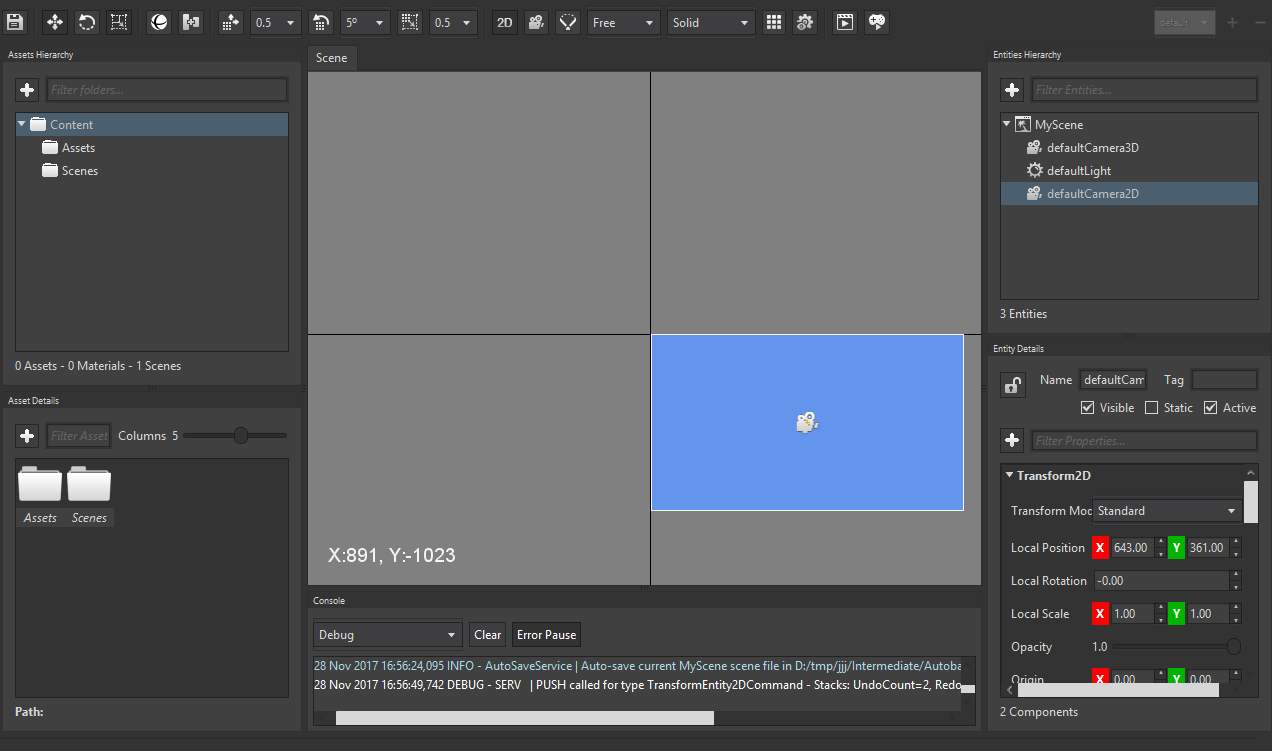 0.5 5º 0.5 2D Free Solid default
Assets Hierarchy
Filter folders...
Content
Assets
Scenes
0 Assets - 0 Materials - 1 Scenes
Asset Details
Filter Asset Columns 5
Assets Scenes
Path:
Scene
X:891, Y:-1023
Console
Debug Clear Error Pause
28 Nov 2017 16:56:24,095 INFO - AutoSaveService | Auto-save current MyScene scene file in D:/tmp/jjj/Intermediate/Autoba
28 Nov 2017 16:56:49,742 DEBUG - SERV | PUSH called for type TransformEntity2DCommand - Stacks: UndoCount=2, Redo
Entities Hierarchy
Filter Entities...
MyScene
defaultCamera3D
defaultLight
defaultCamera2D
3 Entities
Entity Details
Name defaultCam Tag
Visible Static Active
Filter Properties...
Transform2D
Transform Moc Standard
Local Position X 643.00 Y 361.00
Local Rotation -0.00
Local Scale X 1.00 Y 1.00
Opacity 1.0
Origin X 0.00 Y 0.00
2 Components